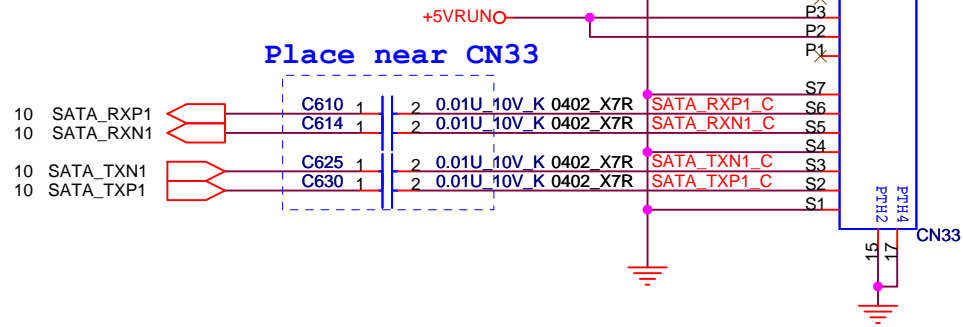 P3
+5VRUN
P2
Place near CN33
P1
S7
10 SATA_RXP1 C610 1 2 0.01U_10V_K 0402_X7R SATA_RXP1_C S6
10 SATA_RXN1 C614 1 2 0.01U_10V_K 0402_X7R SATA_RXN1_C S5
S4
10 SATA_TXN1 C625 1 2 0.01U_10V_K 0402_X7R SATA_TXN1_C S3
10 SATA_TXP1 C630 1 2 0.01U_10V_K 0402_X7R SATA_TXP1_C S2
S1
PTH2
PTH4
CN33
15
17